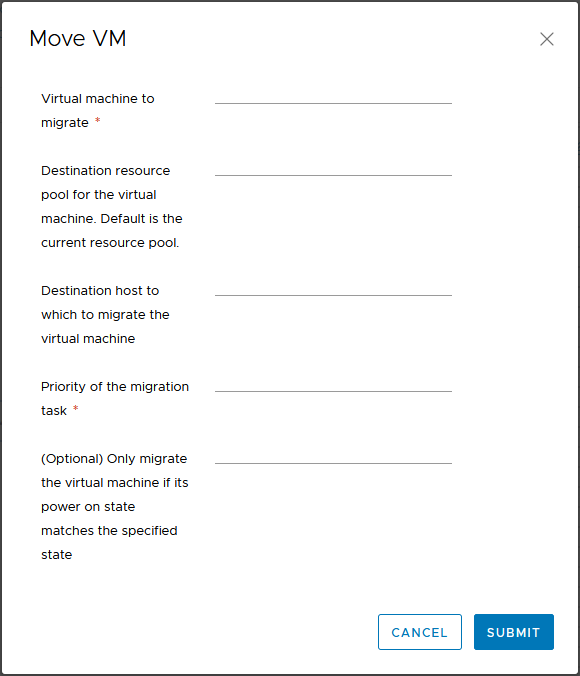 Move VM
Virtual machine to
migrate *
Destination resource
pool for the virtual
machine. Default is the
current resource pool.
Destination host to
which to migrate the
virtual machine
Priority of the migration
task *
(Optional) Only migrate
the virtual machine if its
power on state
matches the specified
state
CANCEL SUBMIT